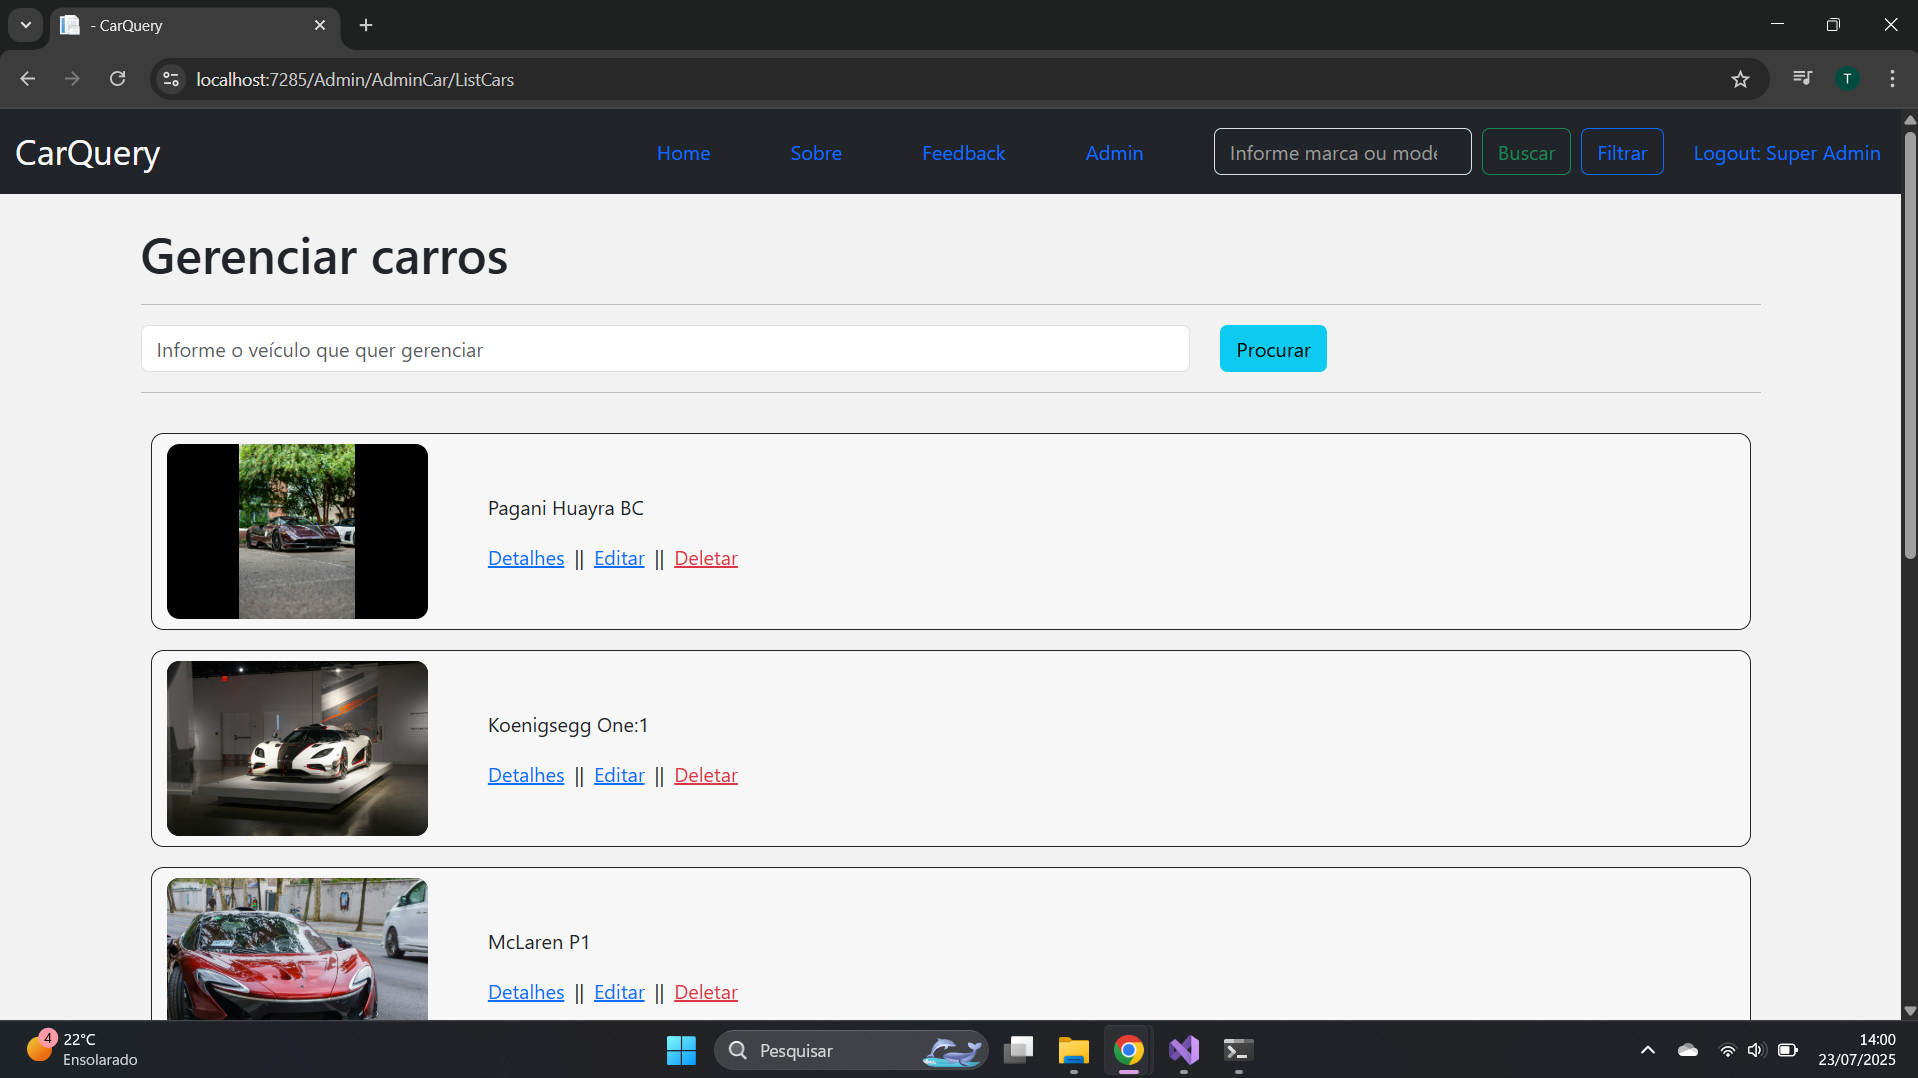 - CarQuery
localhost:7285/Admin/AdminCar/ListCars
T
CarQuery
Home
Sobre
Feedback
Admin
Informe marca ou mode
Buscar
Filtrar
Logout: Super Admin
Gerenciar carros
Informe o veículo que quer gerenciar
Procurar
Pagani Huayra BC
Detalhes || Editar || Deletar
Koenigsegg One:1
Detalhes || Editar || Deletar
McLaren P1
Detalhes || Editar || Deletar
4
22°C
Ensolarado
Pesquisar
14:00
23/07/2025